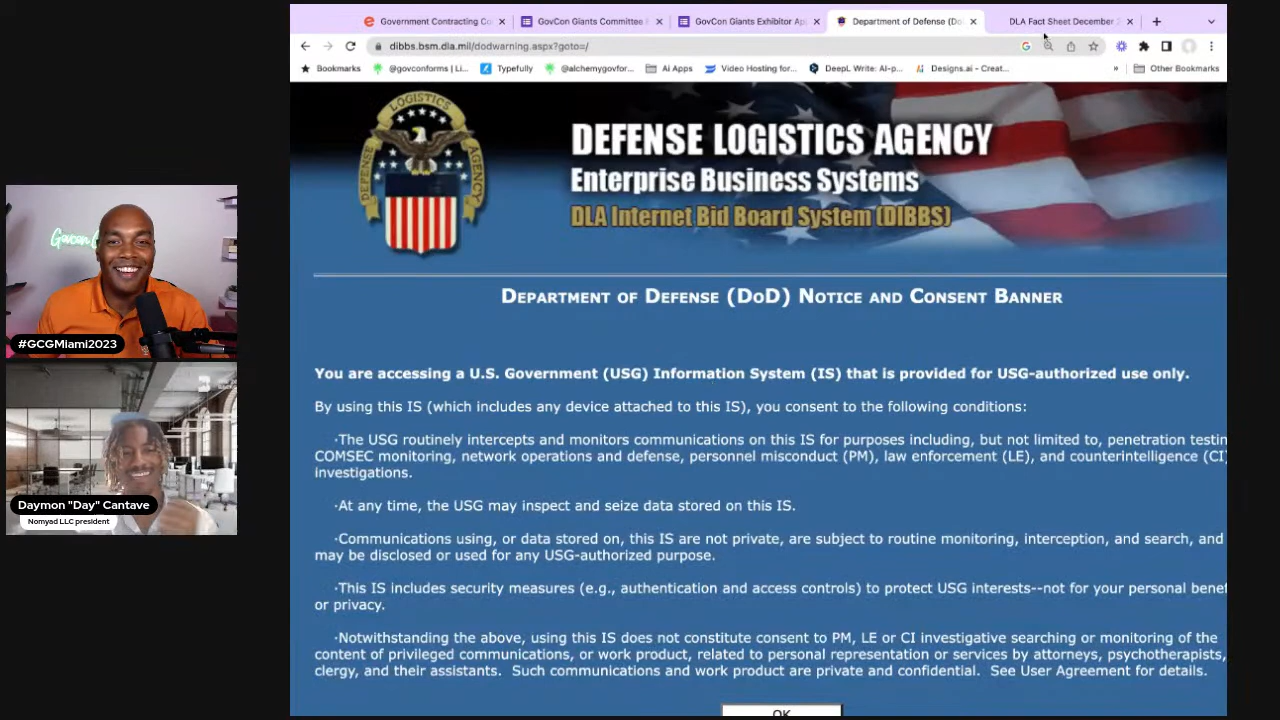 Government Contracting Co
GovCon Giants Committee
GovCon Giants Exhibitor Ap
Department of Defense (Do
DLA Fact Sheet December
dibbs.bsm.dla.mil/dodwarning.aspx?goto=/
Bookmarks
@govconforms | Li...
Typefully
@alchemygovfor...
Ai Apps
Video Hosting for...
DeepL Write: AI-p...
Designs.ai - Creat...
»
Other Bookmarks
DEFENSE LOGISTICS AGENCY
DEFENSE LOGISTICS AGENCY
Enterprise Business Systems
DLA Internet Bid Board System (DIBBS)
DEPARTMENT OF DEFENSE (DOD) NOTICE AND CONSENT BANNER
You are accessing a U.S. Government (USG) Information System (IS) that is provided for USG-authorized use only.
By using this IS (which includes any device attached to this IS), you consent to the following conditions:
·The USG routinely intercepts and monitors communications on this IS for purposes including, but not limited to, penetration testin
COMSEC monitoring, network operations and defense, personnel misconduct (PM), law enforcement (LE), and counterintelligence (CI)
investigations.
·At any time, the USG may inspect and seize data stored on this IS.
·Communications using, or data stored on, this IS are not private, are subject to routine monitoring, interception, and search, and
may be disclosed or used for any USG-authorized purpose.
·This IS includes security measures (e.g., authentication and access controls) to protect USG interests--not for your personal benef
or privacy.
·Notwithstanding the above, using this IS does not constitute consent to PM, LE or CI investigative searching or monitoring of the
content of privileged communications, or work product, related to personal representation or services by attorneys, psychotherapists,
clergy, and their assistants. Such communications and work product are private and confidential. See User Agreement for details.
OK
Govcon G
#GCGMiami2023
Daymon "Day" Cantave
Nomyad LLC president